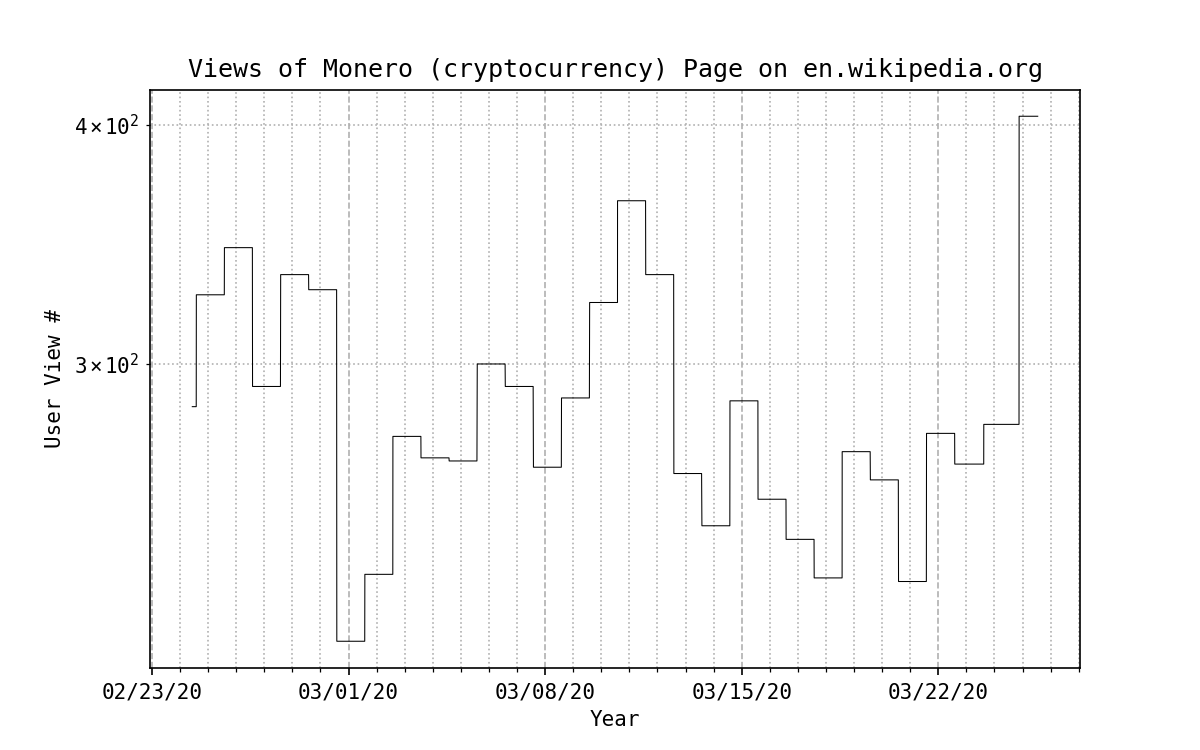 Views of Monero (cryptocurrency) Page on en.wikipedia.org
4×10²
3×10²
User View #
02/23/20 03/01/20 03/08/20 03/15/20 03/22/20
Year